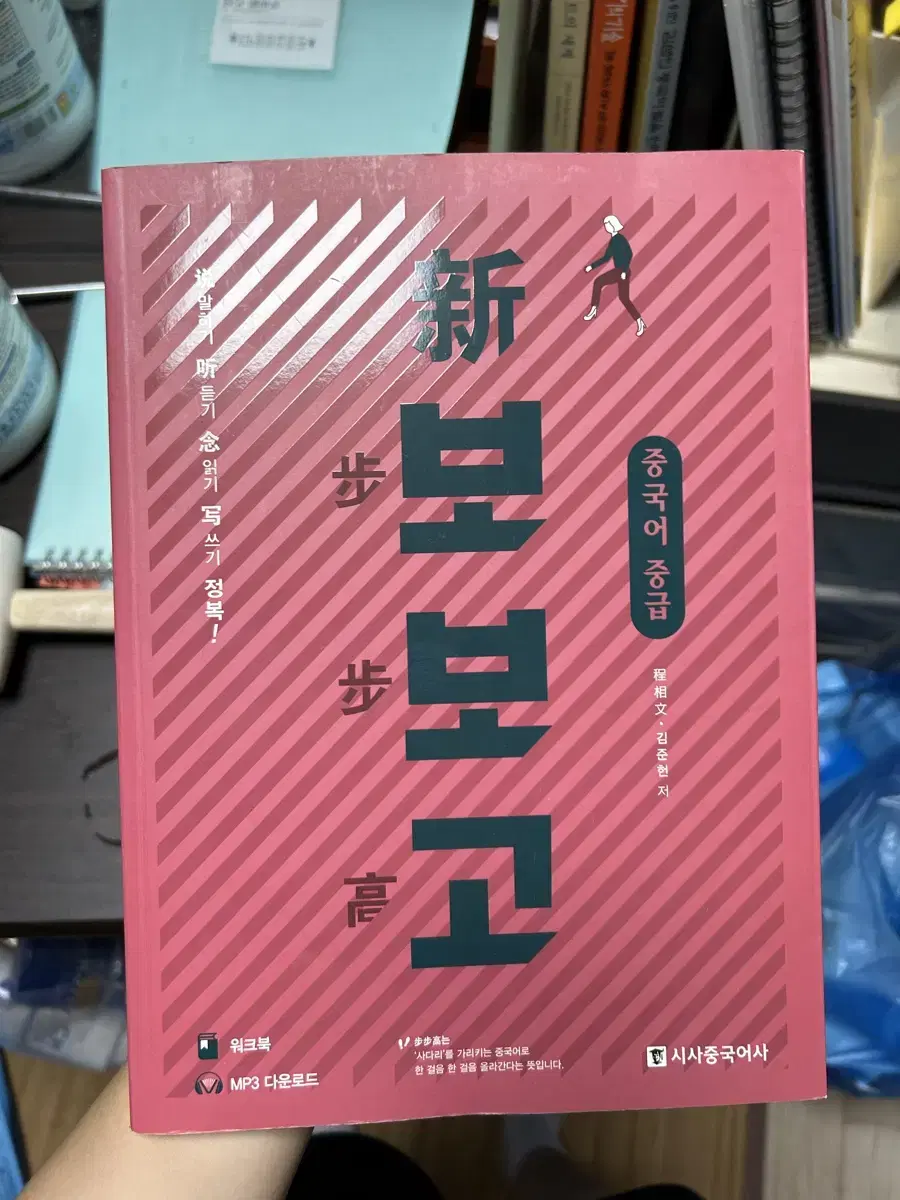 新
步 보
步 보
高 고
说 말하기 听 듣기 念 읽기 写 쓰기 정복!
중국어 중급
程相文·김준헌 저
워크북
MP3 다운로드
步步高는
'사다리'를 가리키는 중국어로
한 걸음 한 걸음 올라간다는 뜻입니다.
시사중국어사